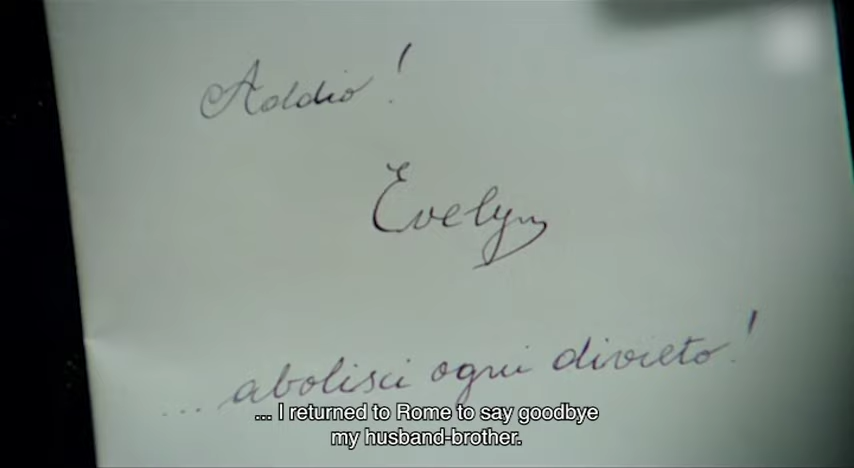 Addio!
Evelyn
... abolisci ogni divieto!
... I returned to Rome to say goodbye
my husband-brother.